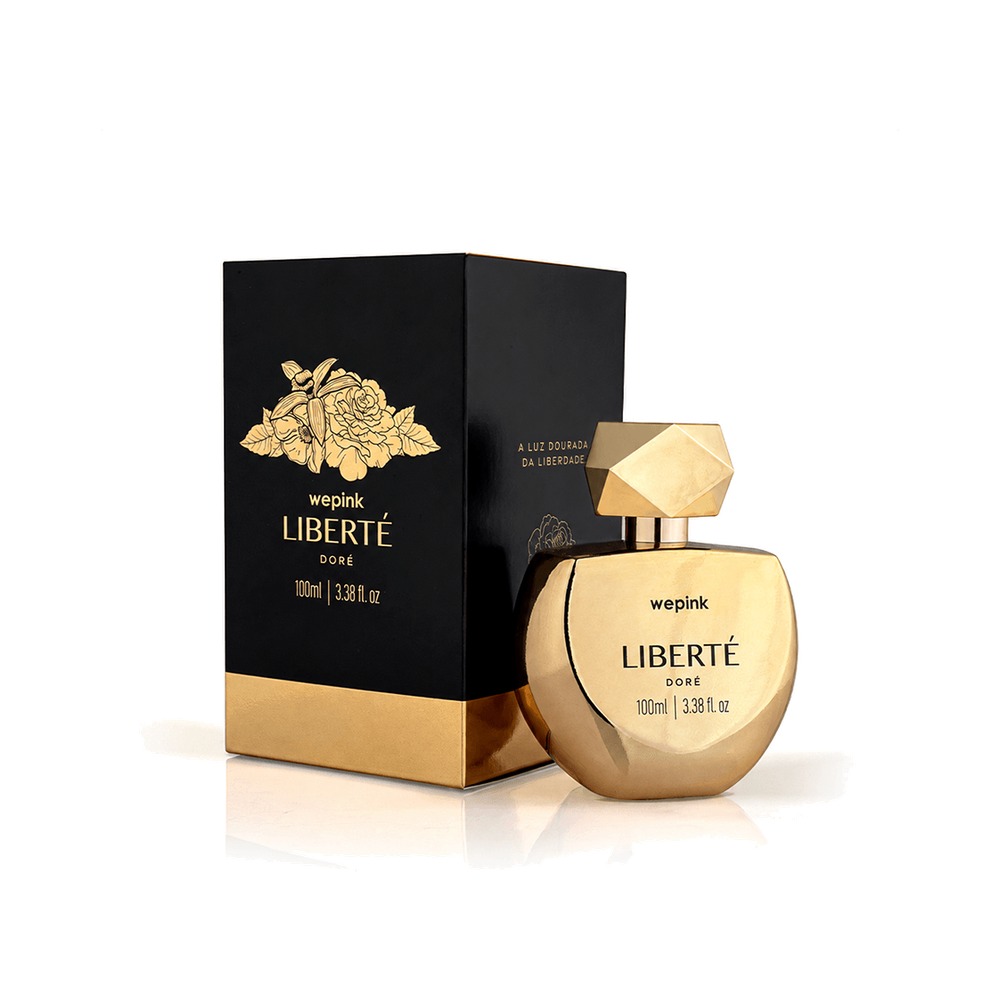 wepink
LIBERTÉ
DORÉ
100ml | 3.38 fl. oz
A LUZ DOURADA
DA LIBERDADE
wepink
LIBERTÉ
DORÉ
100ml | 3.38 fl. oz